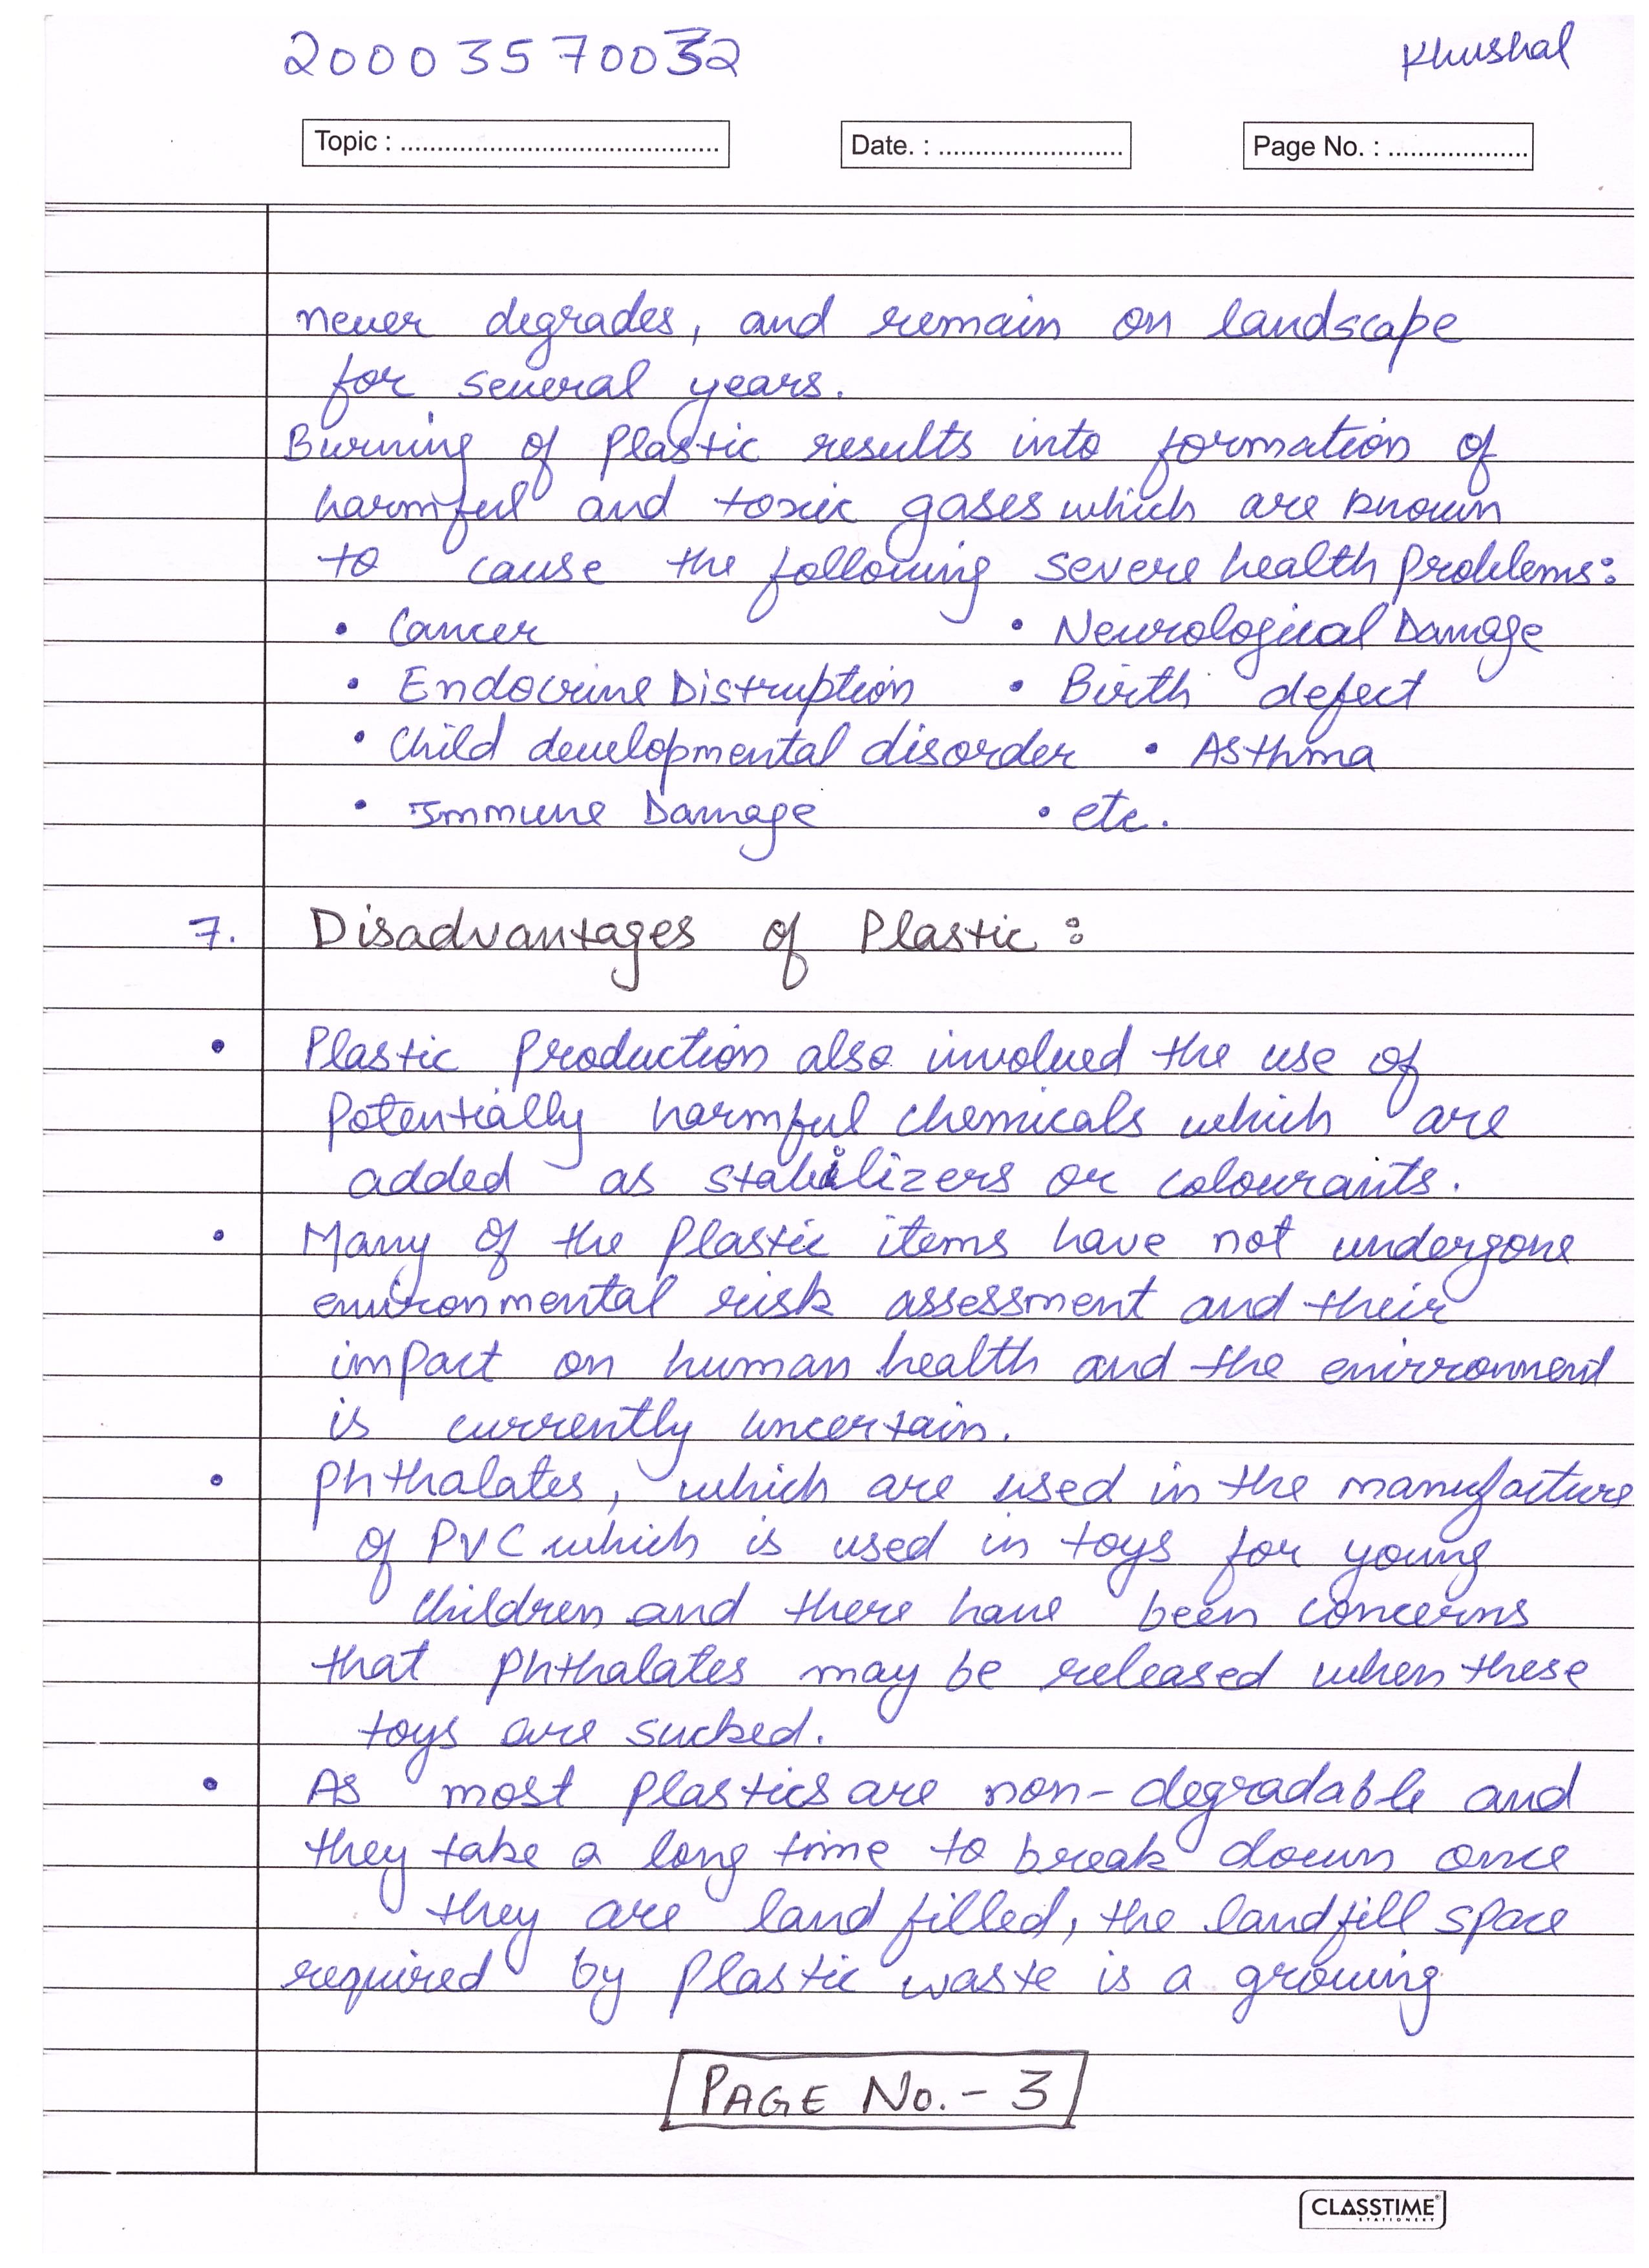 20003570032 Khushal
Topic : ........................................... Date. : ......................... Page No. : ...................
never degrades, and remain on landscape
for several years.
Burning of Plastic results into formation of
harmful and toxic gases which are known
to cause the following severe health problems:
• Cancer • Neurological Damage
• Endocrine Distruption • Birth defect
• Child developmental disorder • Asthma
• Immune Damage • etc.
7. Disadvantages of Plastic :
• Plastic Production also involved the use of
Potentially harmful chemicals which are
added as stabilizers or colourants.
• Many of the Plastic items have not undergone
environmental risk assessment and their
impact on human health and the enirronment
is currently uncertain.
• Phthalates, which are used in the manufacture
of PVC which is used in toys for young
children and there have been concerns
that Phthalates may be released when these
toys are sucked.
• As most Plastics are non-degradable and
they take a long time to break down once
they are land filled, the landfill space
required by Plastic waste is a growing
PAGE No. - 3
CLASSTIME
STATIONERY